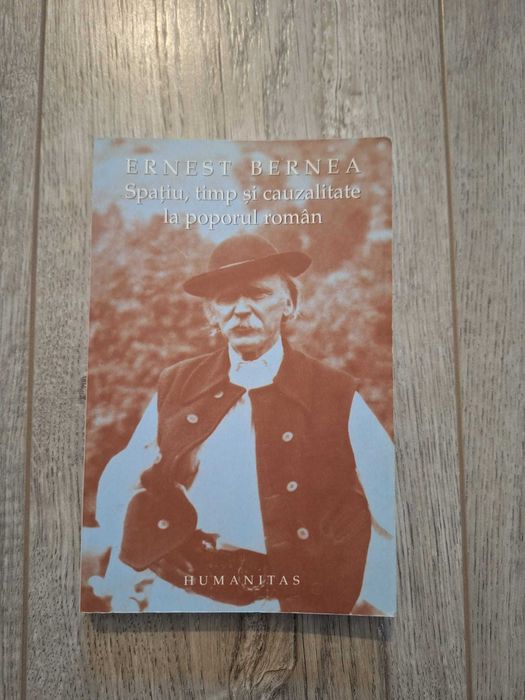 ERNEST BERNEA
Spațiu, timp și cauzalitate
la poporul român
HUMANITAS